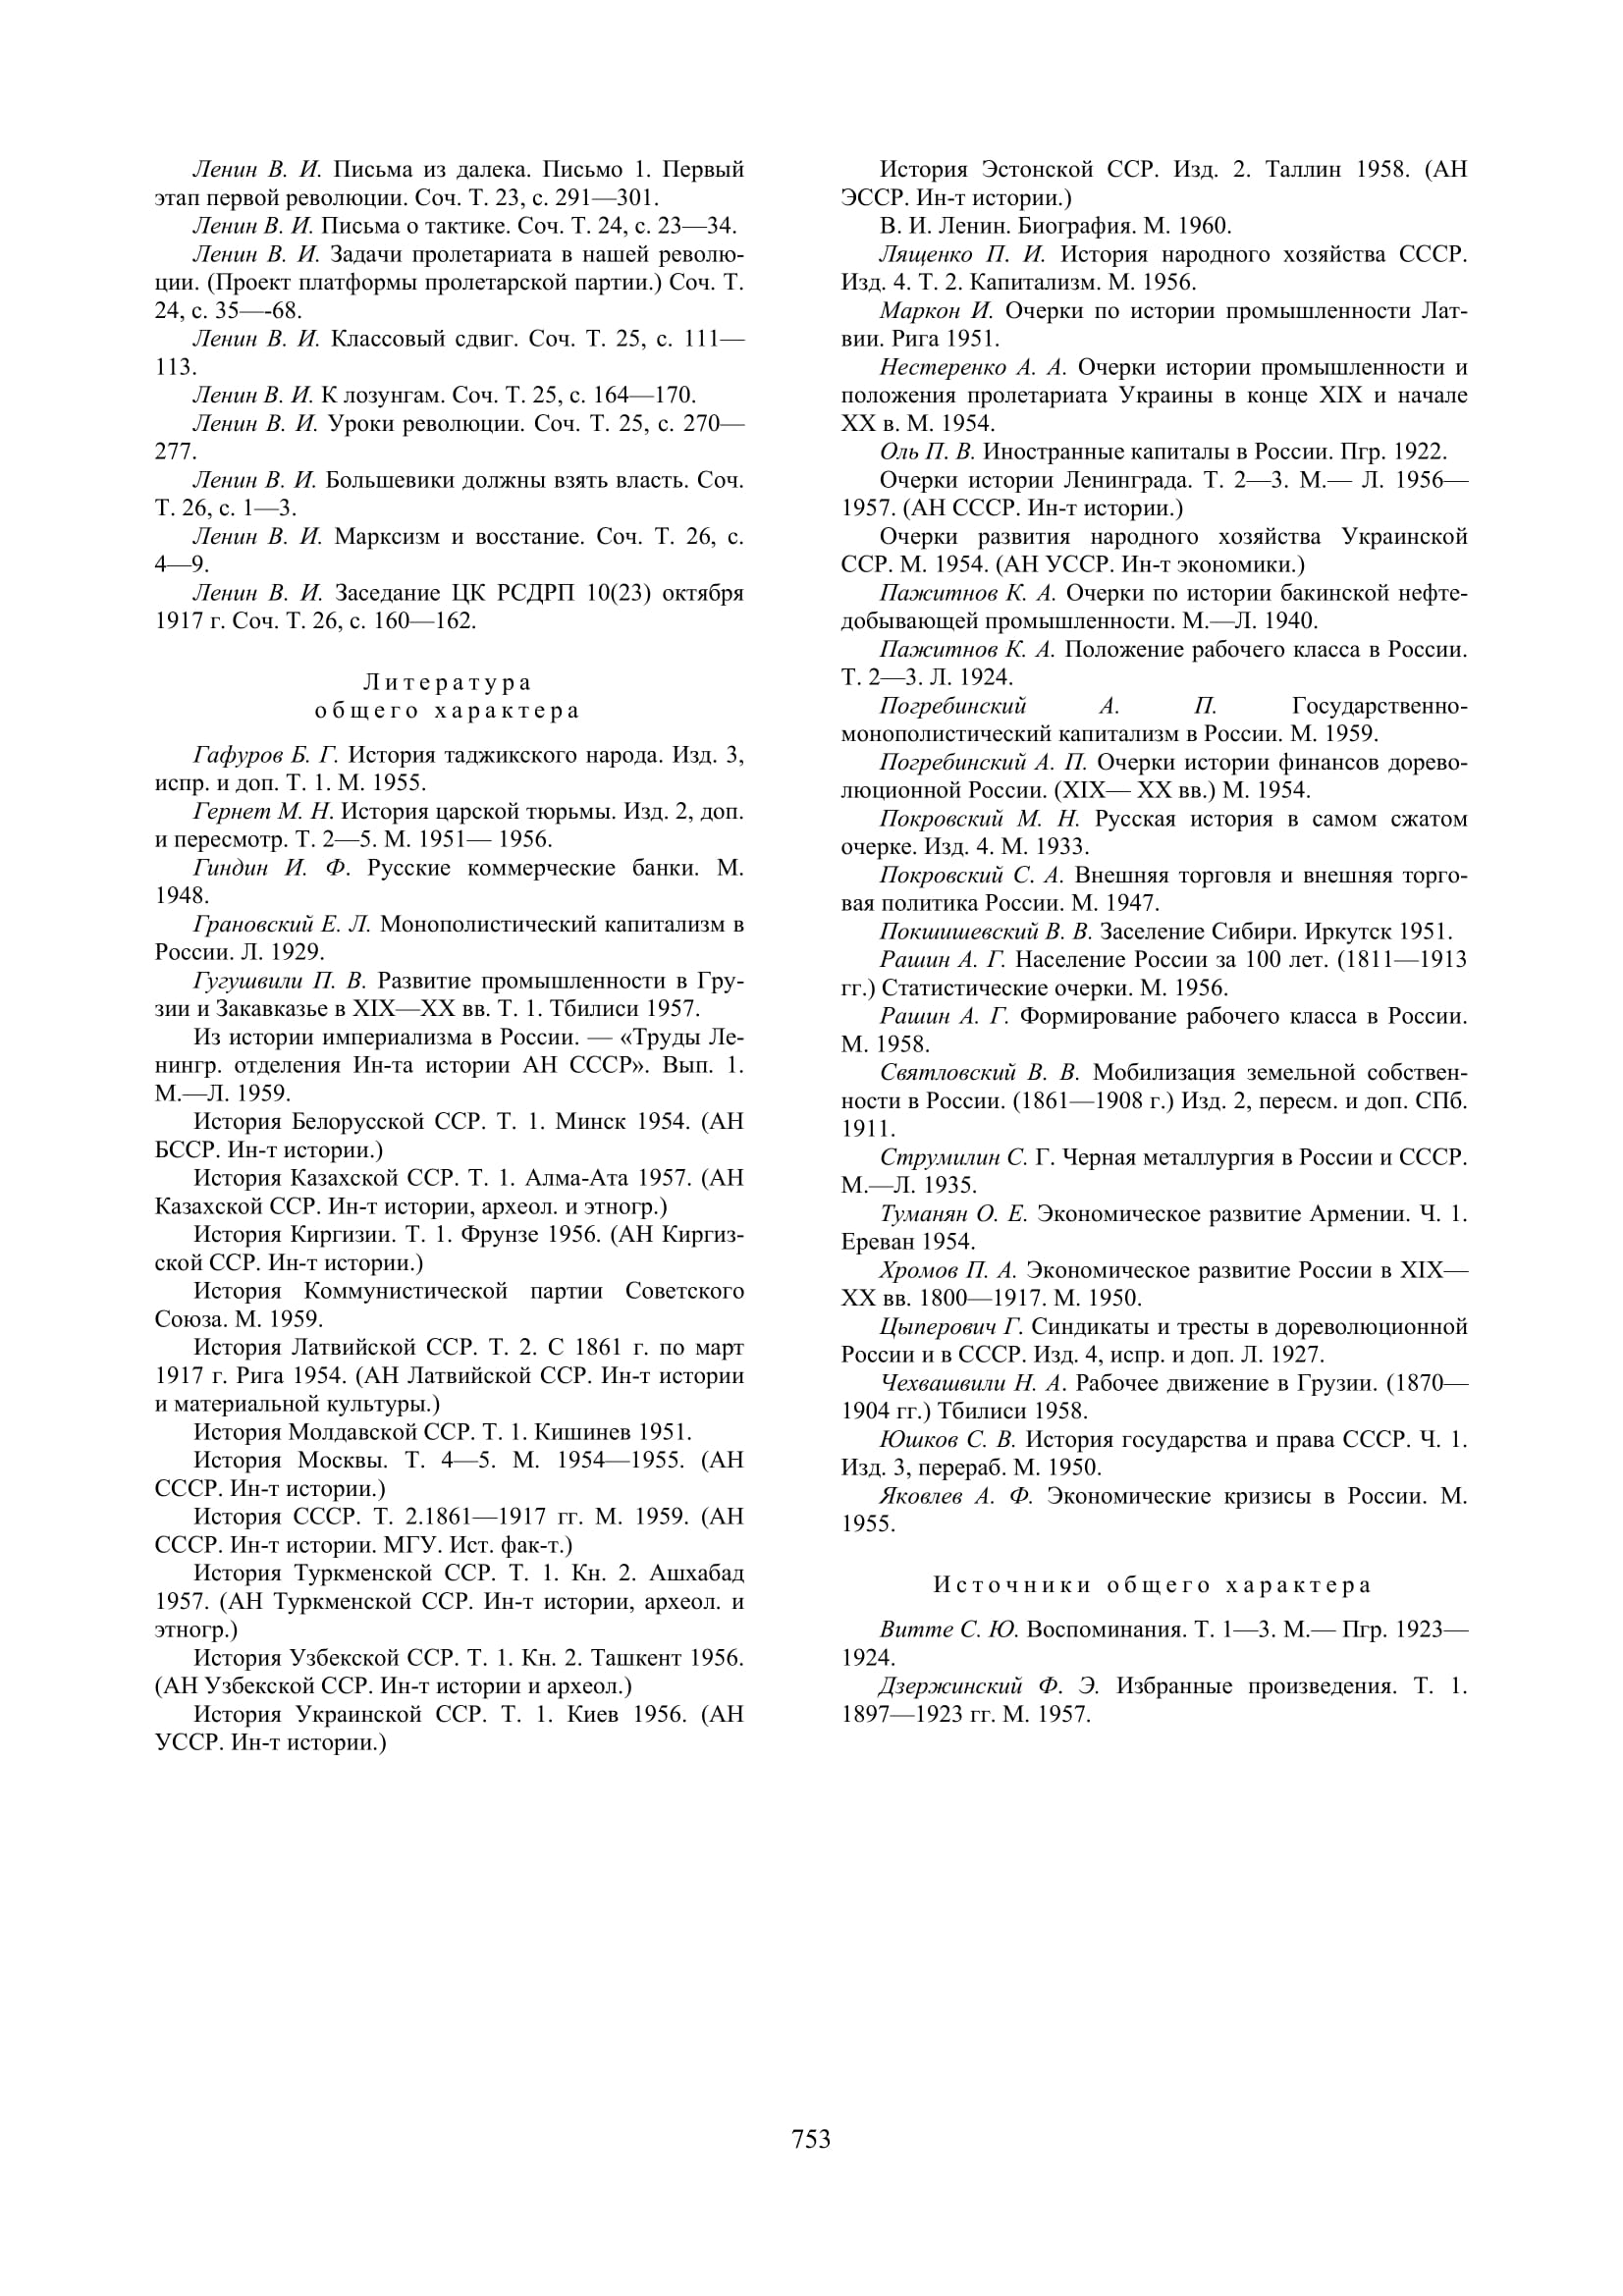 Ленин В. И. Письма из далека. Письмо 1. Первый
этап первой революции. Соч. Т. 23, с. 291—301.
Ленин В. И. Письма о тактике. Соч. Т. 24, с. 23—34.
Ленин В. И. Задачи пролетариата в нашей револю-
ции. (Проект платформы пролетарской партии.) Соч. Т.
24, с. 35—-68.
Ленин В. И. Классовый сдвиг. Соч. Т. 25, с. 111—
113.
Ленин В. И. К лозунгам. Соч. Т. 25, с. 164—170.
Ленин В. И. Уроки революции. Соч. Т. 25, с. 270—
277.
Ленин В. И. Большевики должны взять власть. Соч.
Т. 26, с. 1—3.
Ленин В. И. Марксизм и восстание. Соч. Т. 26, с.
4—9.
Ленин В. И. Заседание ЦК РСДРП 10(23) октября
1917 г. Соч. Т. 26, с. 160—162.
Литература
общего характера
Гафуров Б. Г. История таджикского народа. Изд. 3,
испр. и доп. Т. 1. М. 1955.
Гернет М. Н. История царской тюрьмы. Изд. 2, доп.
и пересмотр. Т. 2—5. М. 1951— 1956.
Гиндин И. Ф. Русские коммерческие банки. М.
1948.
Грановский Е. Л. Монополистический капитализм в
России. Л. 1929.
Гугушвили П. В. Развитие промышленности в Гру-
зии и Закавказье в XIX—XX вв. Т. 1. Тбилиси 1957.
Из истории империализма в России. — «Труды Ле-
нингр. отделения Ин-та истории АН СССР». Вып. 1.
М.—Л. 1959.
История Белорусской ССР. Т. 1. Минск 1954. (АН
БССР. Ин-т истории.)
История Казахской ССР. Т. 1. Алма-Ата 1957. (АН
Казахской ССР. Ин-т истории, археол. и этногр.)
История Киргизии. Т. 1. Фрунзе 1956. (АН Киргиз-
ской ССР. Ин-т истории.)
История Коммунистической партии Советского
Союза. М. 1959.
История Латвийской ССР. Т. 2. С 1861 г. по март
1917 г. Рига 1954. (АН Латвийской ССР. Ин-т истории
и материальной культуры.)
История Молдавской ССР. Т. 1. Кишинев 1951.
История Москвы. Т. 4—5. М. 1954—1955. (АН
СССР. Ин-т истории.)
История СССР. Т. 2.1861—1917 гг. М. 1959. (АН
СССР. Ин-т истории. МГУ. Ист. фак-т.)
История Туркменской ССР. Т. 1. Кн. 2. Ашхабад
1957. (АН Туркменской ССР. Ин-т истории, археол. и
этногр.)
История Узбекской ССР. Т. 1. Кн. 2. Ташкент 1956.
(АН Узбекской ССР. Ин-т истории и археол.)
История Украинской ССР. Т. 1. Киев 1956. (АН
УССР. Ин-т истории.)
История Эстонской ССР. Изд. 2. Таллин 1958. (АН
ЭССР. Ин-т истории.)
В. И. Ленин. Биография. М. 1960.
Лященко П. И. История народного хозяйства СССР.
Изд. 4. Т. 2. Капитализм. М. 1956.
Маркон И. Очерки по истории промышленности Лат-
вии. Рига 1951.
Нестеренко А. А. Очерки истории промышленности и
положения пролетариата Украины в конце XIX и начале
XX в. М. 1954.
Оль П. В. Иностранные капиталы в России. Пгр. 1922.
Очерки истории Ленинграда. Т. 2—3. М.— Л. 1956—
1957. (АН СССР. Ин-т истории.)
Очерки развития народного хозяйства Украинской
ССР. М. 1954. (АН УССР. Ин-т экономики.)
Пажитнов К. А. Очерки по истории бакинской нефте-
добывающей промышленности. М.—Л. 1940.
Пажитнов К. А. Положение рабочего класса в России.
Т. 2—3. Л. 1924.
Погребинский А. П. Государственно-
монополистический капитализм в России. М. 1959.
Погребинский А. П. Очерки истории финансов дорево-
люционной России. (XIX— XX вв.) М. 1954.
Покровский М. Н. Русская история в самом сжатом
очерке. Изд. 4. М. 1933.
Покровский С. А. Внешняя торговля и внешняя торго-
вая политика России. М. 1947.
Покшишевский В. В. Заселение Сибири. Иркутск 1951.
Рашин А. Г. Население России за 100 лет. (1811—1913
гг.) Статистические очерки. М. 1956.
Рашин А. Г. Формирование рабочего класса в России.
М. 1958.
Святловский В. В. Мобилизация земельной собствен-
ности в России. (1861—1908 г.) Изд. 2, пересм. и доп. СПб.
1911.
Струмилин С. Г. Черная металлургия в России и СССР.
М.—Л. 1935.
Туманян О. Е. Экономическое развитие Армении. Ч. 1.
Ереван 1954.
Хромов П. А. Экономическое развитие России в XIX—
XX вв. 1800—1917. М. 1950.
Цыперович Г. Синдикаты и тресты в дореволюционной
России и в СССР. Изд. 4, испр. и доп. Л. 1927.
Чехвашвили Н. А. Рабочее движение в Грузии. (1870—
1904 гг.) Тбилиси 1958.
Юшков С. В. История государства и права СССР. Ч. 1.
Изд. 3, перераб. М. 1950.
Яковлев А. Ф. Экономические кризисы в России. М.
1955.
Источники общего характера
Витте С. Ю. Воспоминания. Т. 1—3. М.— Пгр. 1923—
1924.
Дзержинский Ф. Э. Избранные произведения. Т. 1.
1897—1923 гг. М. 1957.
753